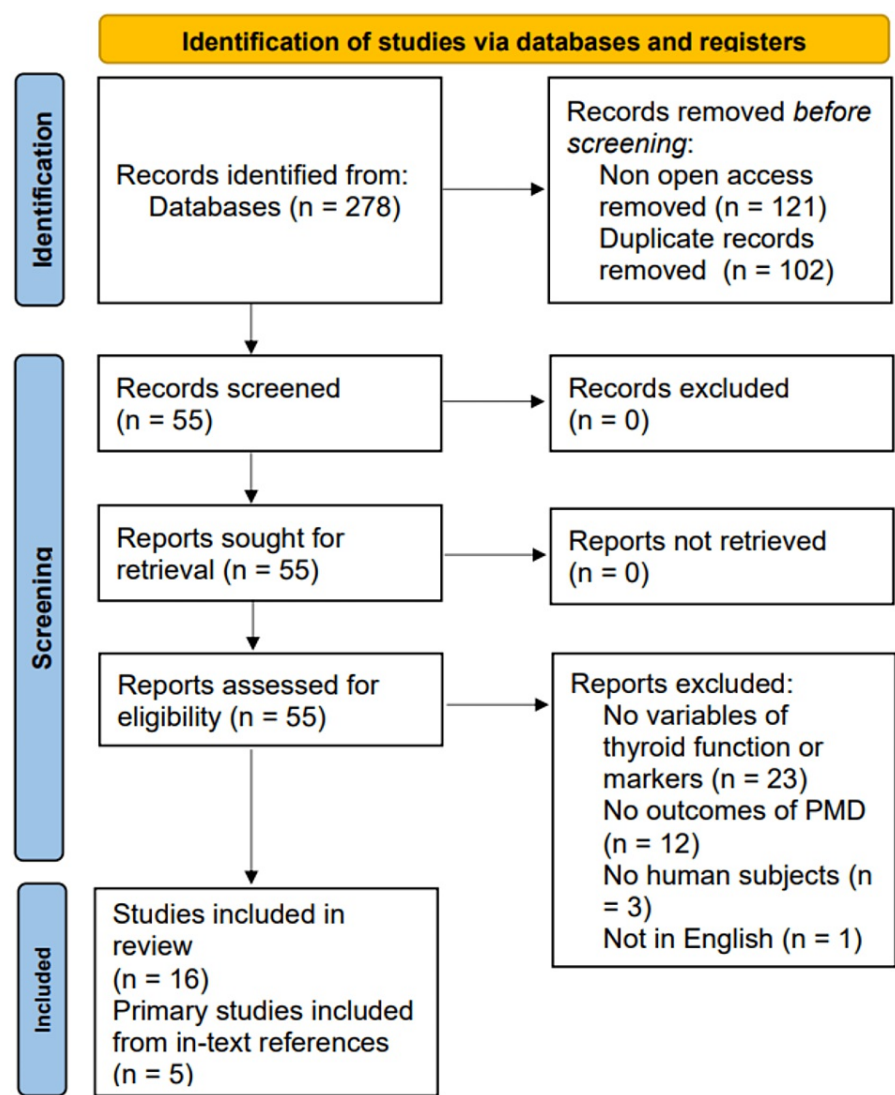 Identification of studies via databases and registers
Identification
Records identified from:
Databases (n = 278)
Records removed before
screening:
Non open access
removed (n = 121)
Duplicate records
removed  (n = 102)
Screening
Records screened
(n = 55)
Records excluded
(n = 0)
Reports sought for
retrieval (n = 55)
Reports not retrieved
(n = 0)
Reports assessed for
eligibility (n = 55)
Reports excluded:
No variables of
thyroid function or
markers (n = 23)
No outcomes of PMD
(n = 12)
No human subjects (n
= 3)
Not in English (n = 1)
Included
Studies included in
review
(n = 16)
Primary studies included
from in-text references
(n = 5)